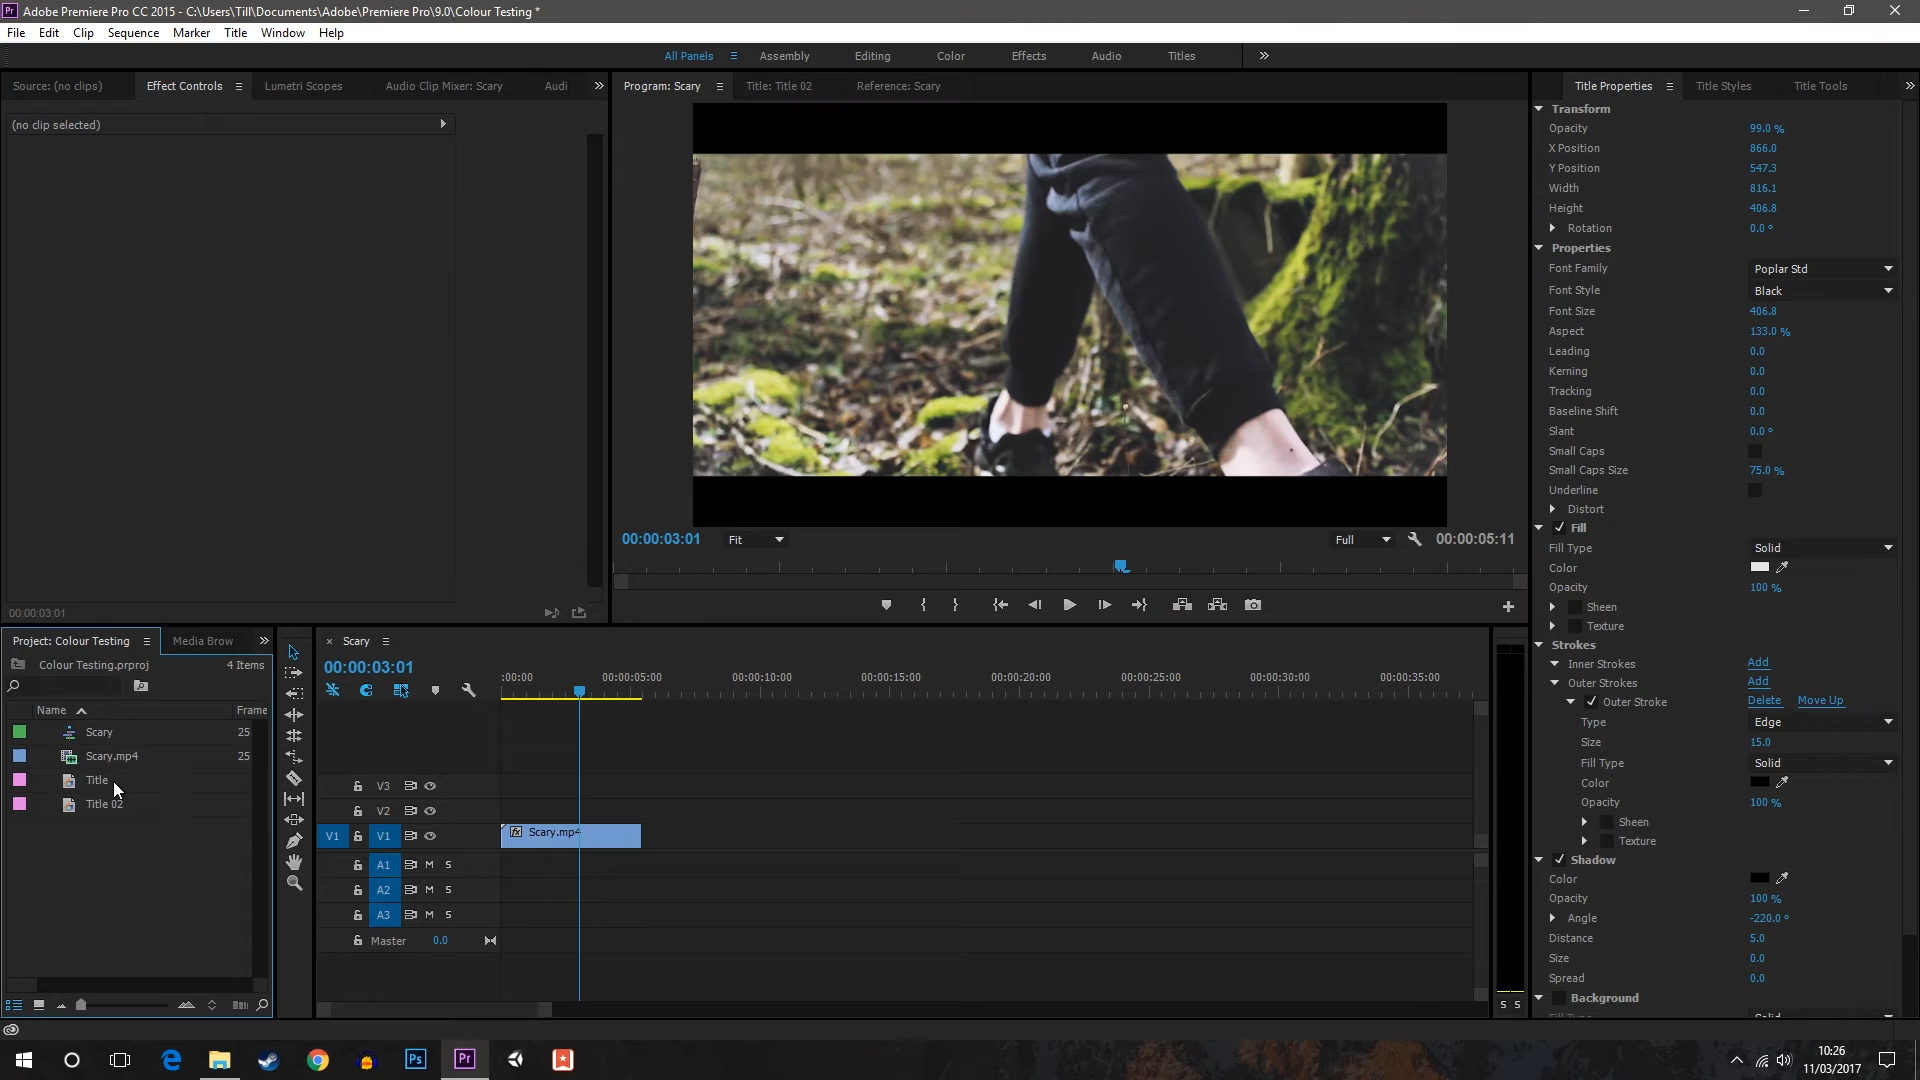 Pr Adobe Premiere Pro CC 2015 - C:\Users\Till\Documents\Adobe\Premiere Pro\9.0\Colour Testing *
File Edit Clip Sequence Marker Title Window Help
All Panels Assembly Editing Color Effects Audio Titles
Source: (no clips) Effect Controls Lumetri Scopes Audio Clip Mixer: Scary Audi
(no clip selected)
00:00:03:01
Program: Scary Title: Title 02 Reference: Scary
00:00:03:01 Fit Full 00:00:05:11
Title Properties Title Styles Title Tools
Transform
Opacity 99.0 %
X Position 866.0
Y Position 547.3
Width 816.1
Height 406.8
Rotation 0.0 °
Properties
Font Family Poplar Std
Font Style Black
Font Size 406.8
Aspect 133.0 %
Leading 0.0
Kerning 0.0
Tracking 0.0
Baseline Shift 0.0
Slant 0.0 °
Small Caps
Small Caps Size 75.0 %
Underline
Distort
Fill
Fill Type Solid
Color
Opacity 100 %
Sheen
Texture
Strokes
Inner Strokes Add
Outer Strokes Add
Outer Stroke Delete Move Up
Type Edge
Size 15.0
Fill Type Solid
Color
Opacity 100 %
Sheen
Texture
Shadow
Color
Opacity 100 %
Angle -220.0 °
Distance 5.0
Size 0.0
Spread 0.0
Background
Project: Colour Testing Media Brow
Colour Testing.prproj 4 Items
Name Frame
Scary 25
Scary.mp4 25
Title
Title 02
Scary
00:00:03:01
:00:00 00:00:05:00 00:00:10:00 00:00:15:00 00:00:20:00 00:00:25:00 00:00:30:00 00:00:35:00
V3
V2
V1 V1 fx Scary.mp4
A1 M S
A2 M S
A3 M S
Master 0.0
S S
Ps Pr
10:26
11/03/2017